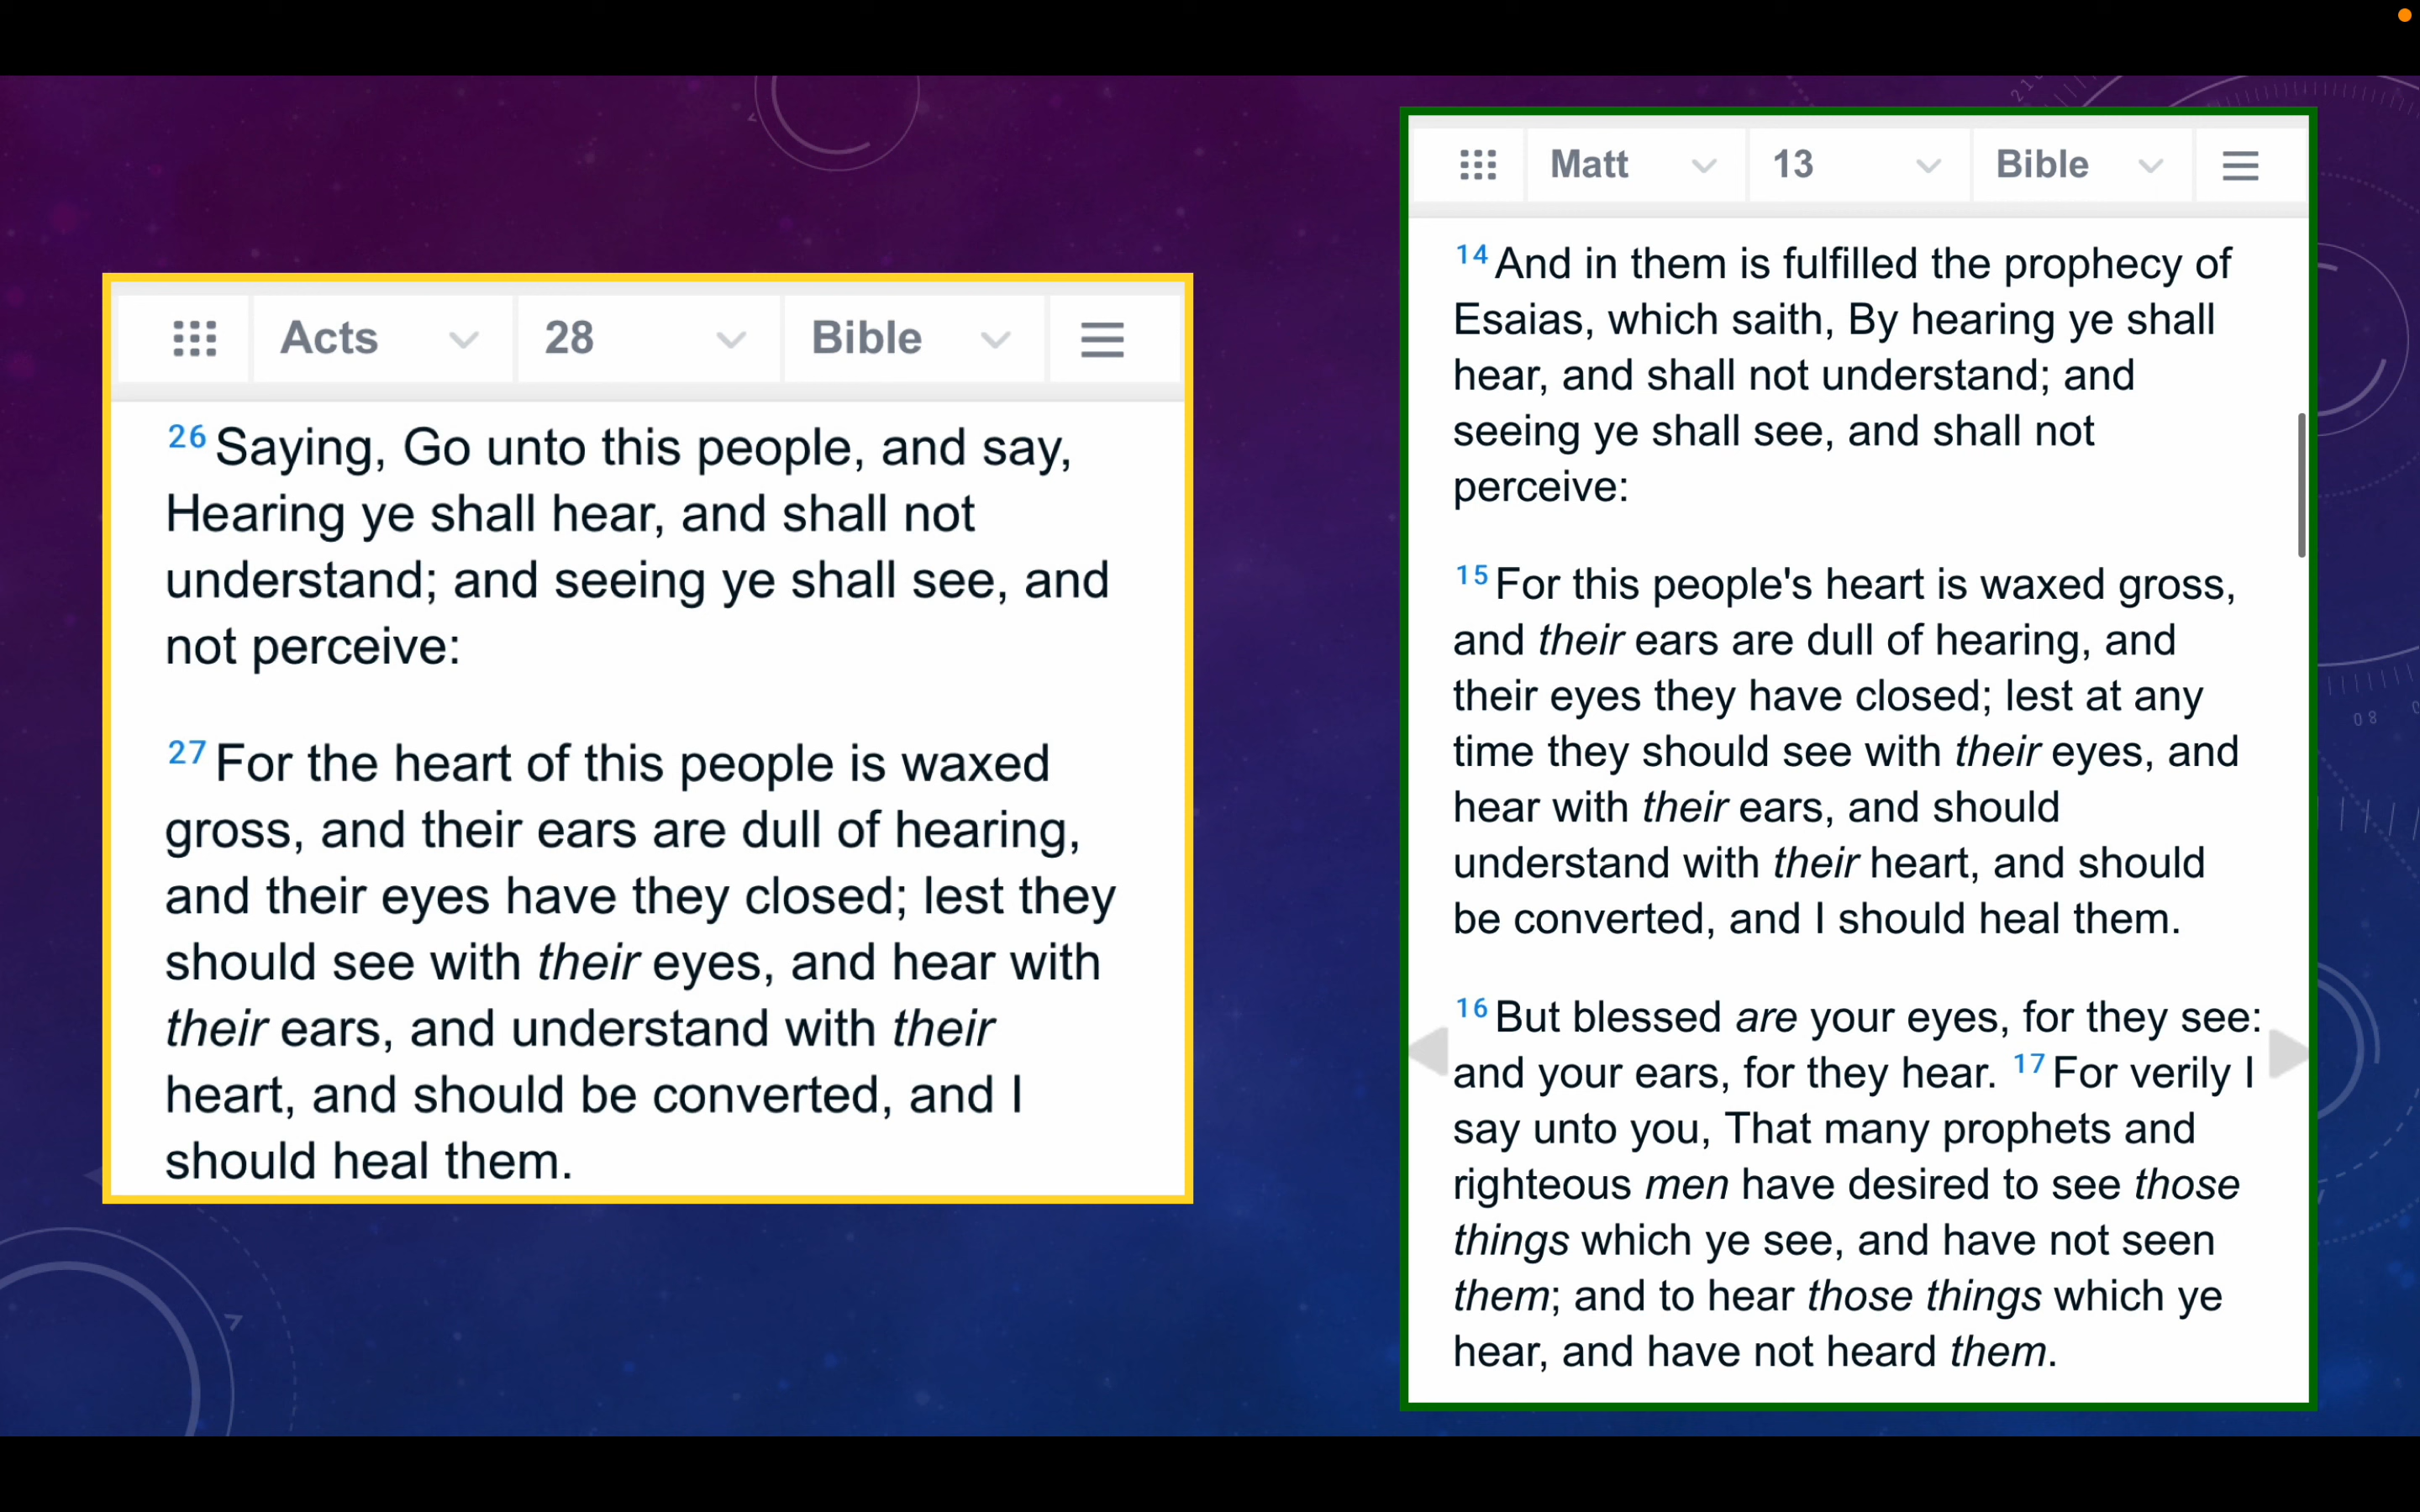 Acts 28 Bible
26 Saying, Go unto this people, and say,
Hearing ye shall hear, and shall not
understand; and seeing ye shall see, and
not perceive:
27 For the heart of this people is waxed
gross, and their ears are dull of hearing,
and their eyes have they closed; lest they
should see with their eyes, and hear with
their ears, and understand with their
heart, and should be converted, and I
should heal them.
Matt 13 Bible
14 And in them is fulfilled the prophecy of
Esaias, which saith, By hearing ye shall
hear, and shall not understand; and
seeing ye shall see, and shall not
perceive:
15 For this people's heart is waxed gross,
and their ears are dull of hearing, and
their eyes they have closed; lest at any
time they should see with their eyes, and
hear with their ears, and should
understand with their heart, and should
be converted, and I should heal them.
16 But blessed are your eyes, for they see:
and your ears, for they hear. 17 For verily I
say unto you, That many prophets and
righteous men have desired to see those
things which ye see, and have not seen
them; and to hear those things which ye
hear, and have not heard them.